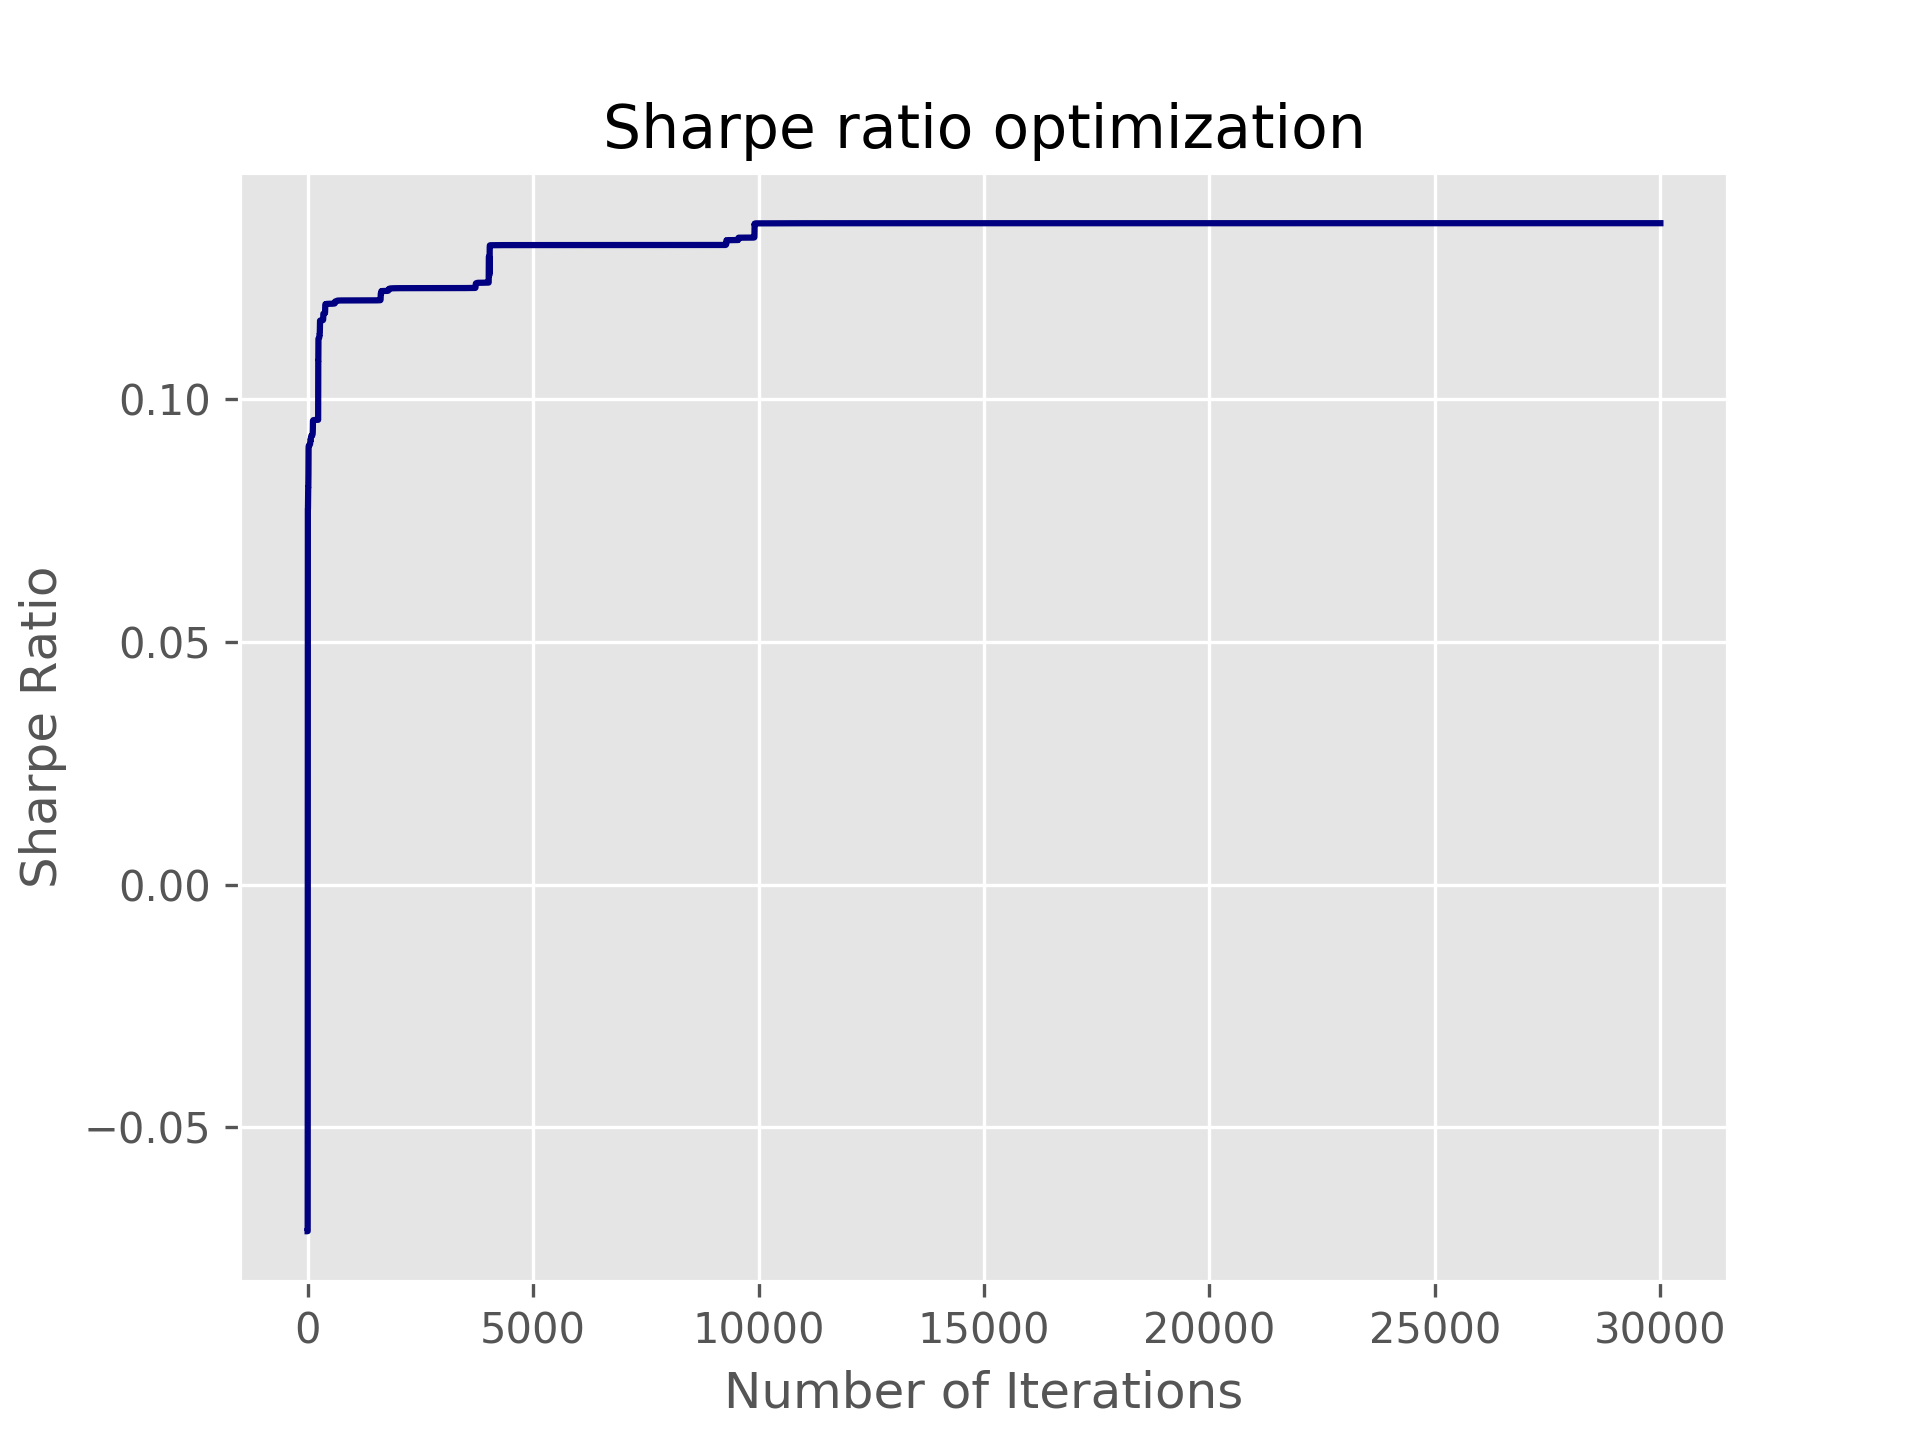 Sharpe ratio optimization
Sharpe Ratio
0.10
0.05
0.00
−0.05
0 5000 10000 15000 20000 25000 30000
Number of Iterations